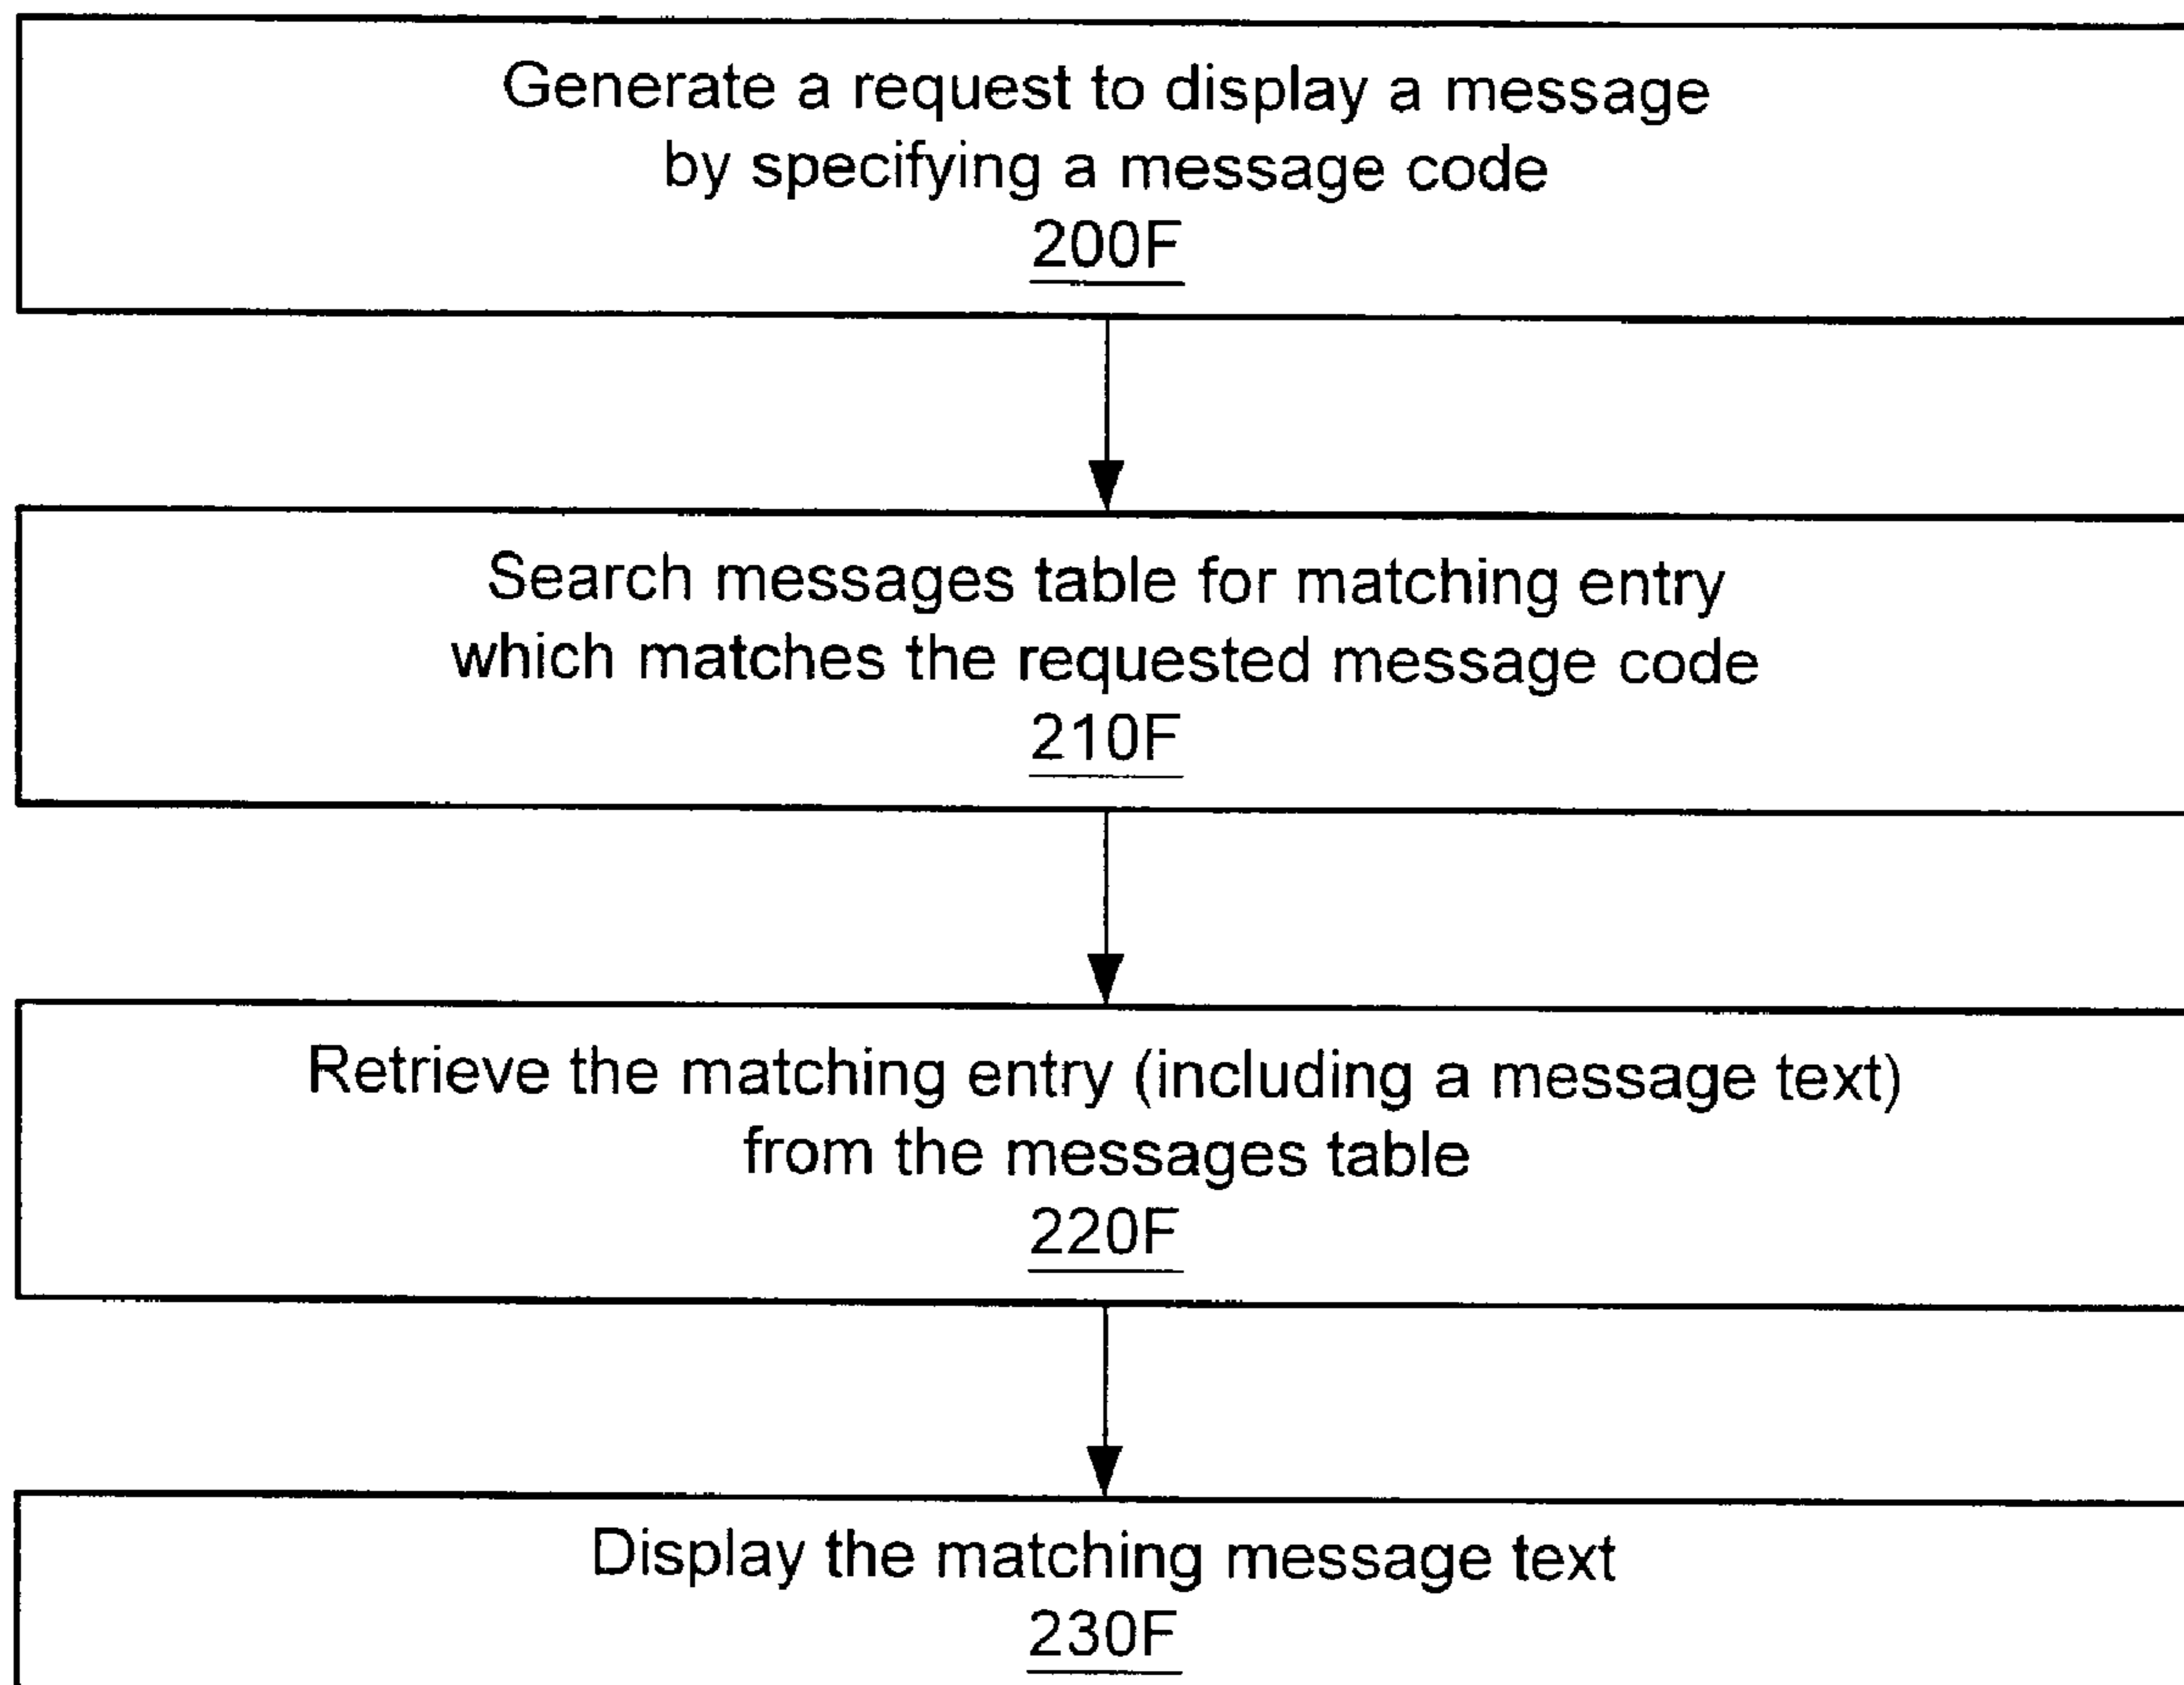 Generate a request to display a message
by specifying a message code
200F
Search messages table for matching entry
which matches the requested message code
210F
Retrieve the matching entry (including a message text)
from the messages table
220F
Display the matching message text
230F